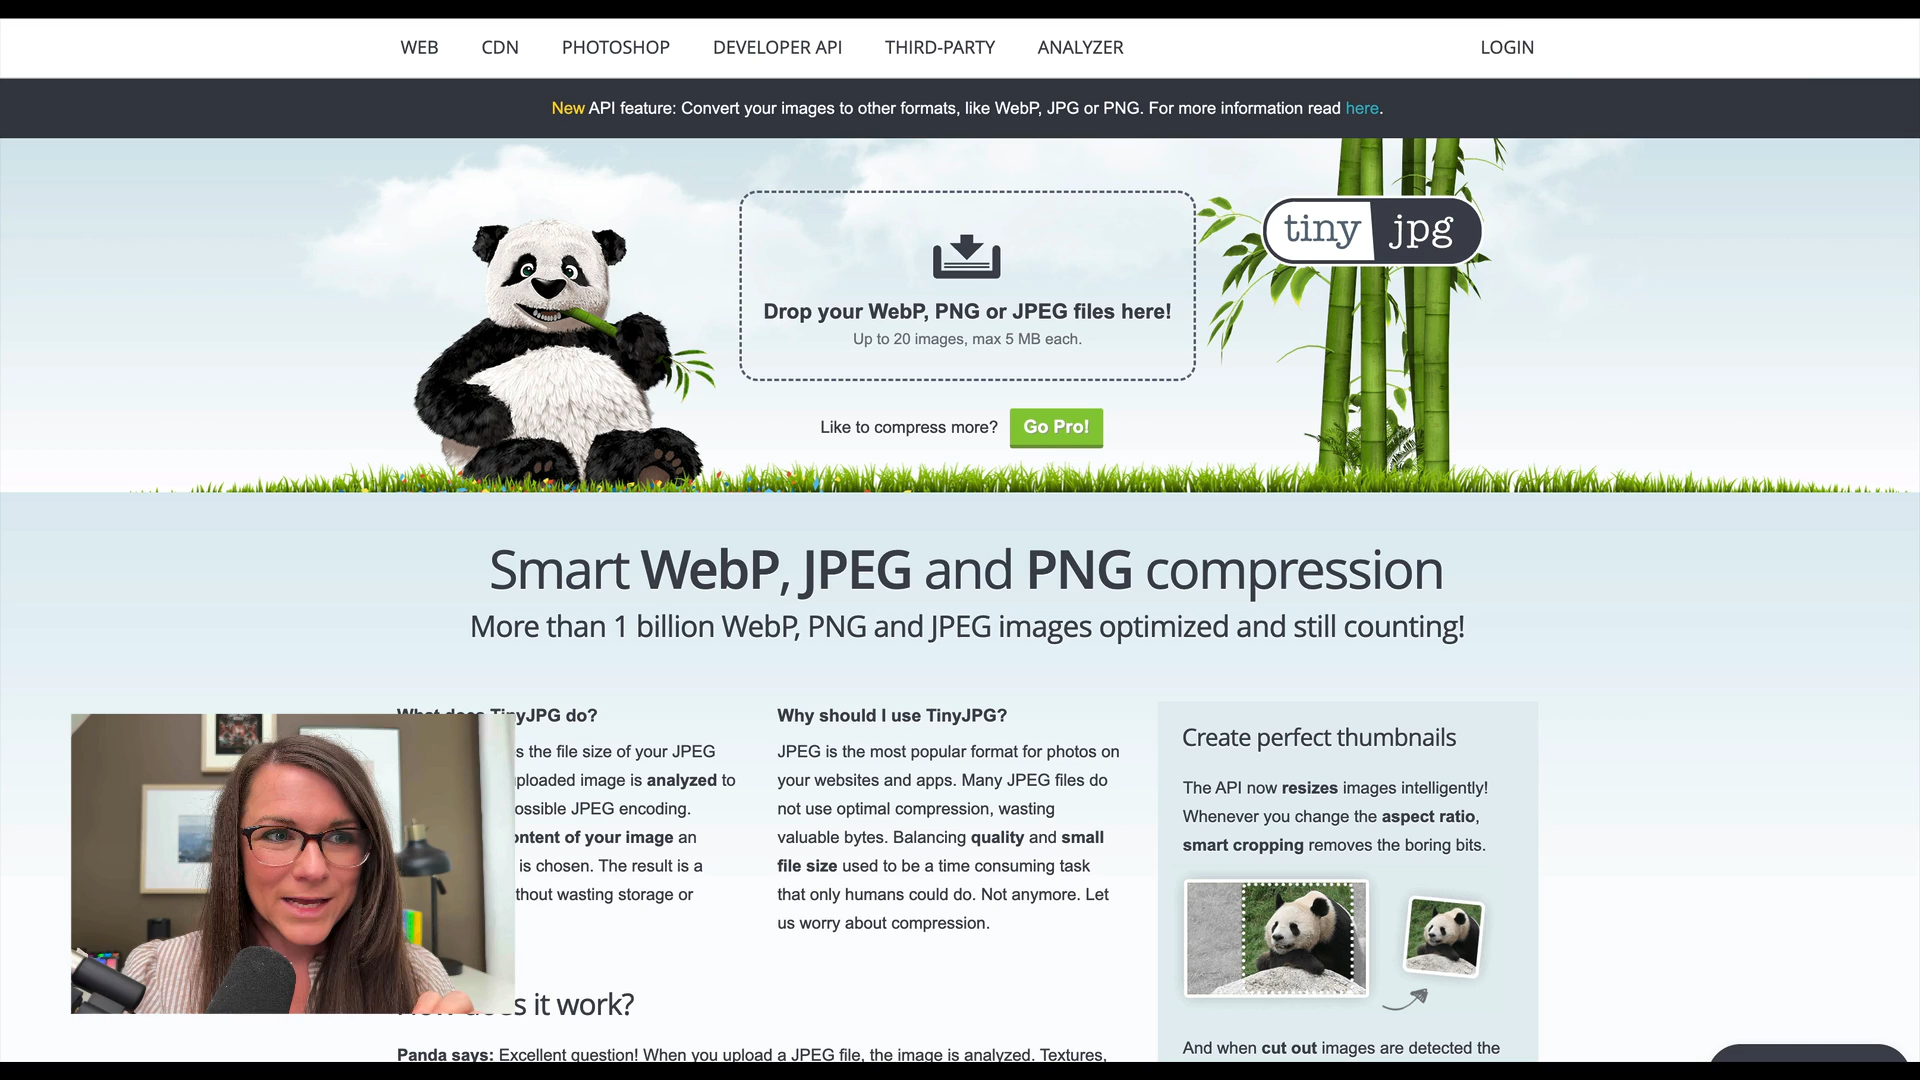 WEB CDN PHOTOSHOP DEVELOPER API THIRD-PARTY ANALYZER LOGIN
New API feature: Convert your images to other formats, like WebP, JPG or PNG. For more information read here.
tiny jpg
Drop your WebP, PNG or JPEG files here!
Up to 20 images, max 5 MB each.
Like to compress more? Go Pro!
Smart WebP, JPEG and PNG compression
More than 1 billion WebP, PNG and JPEG images optimized and still counting!
What does TinyJPG do?
s the file size of your JPEG
uploaded image is analyzed to
ossible JPEG encoding.
ontent of your image an
is chosen. The result is a
thout wasting storage or
Why should I use TinyJPG?
JPEG is the most popular format for photos on
your websites and apps. Many JPEG files do
not use optimal compression, wasting
valuable bytes. Balancing quality and small
file size used to be a time consuming task
that only humans could do. Not anymore. Let
us worry about compression.
Create perfect thumbnails
The API now resizes images intelligently!
Whenever you change the aspect ratio,
smart cropping removes the boring bits.
And when cut out images are detected the
s it work?
Panda says: Excellent question! When you upload a JPEG file, the image is analyzed. Textures,